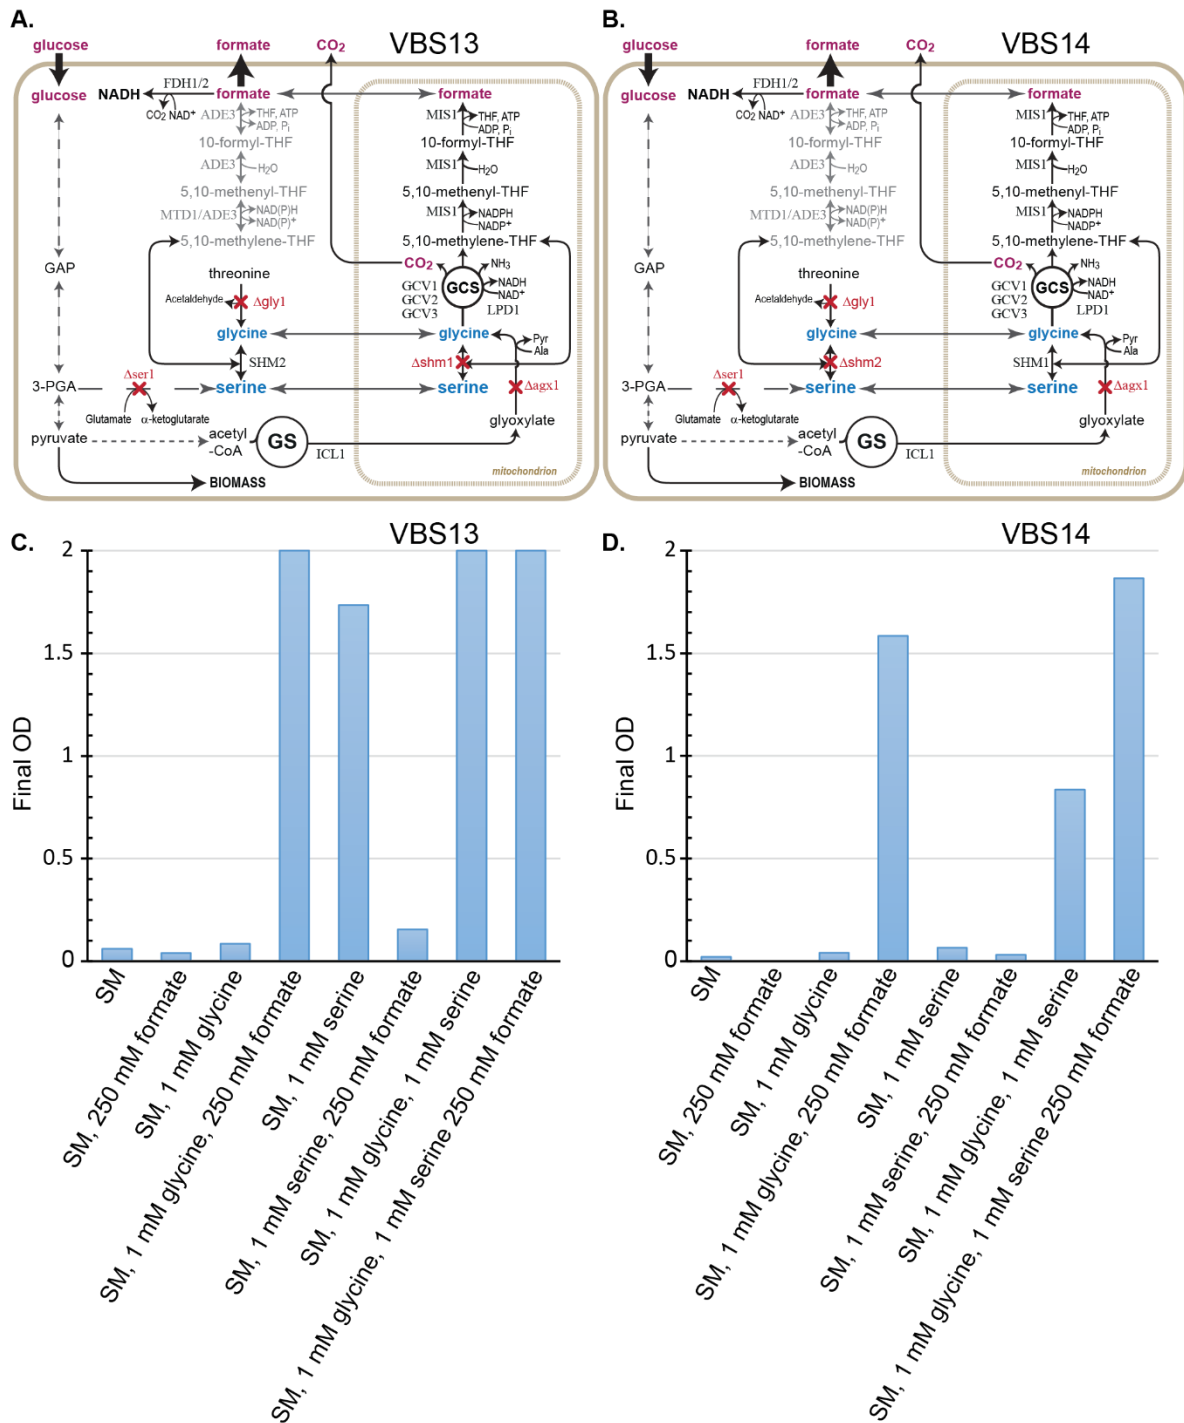 A.
VBS13
glucose
formate
CO2
glucose
NADH
FDH1/2
formate
formate
CO2 NAD+
ADE3
THF, ATP
ADP, Pi
MIS1
THF, ATP
ADP, Pi
10-formyl-THF
10-formyl-THF
ADE3
H2O
MIS1
H2O
5,10-methenyl-THF
5,10-methenyl-THF
MTD1/ADE3
NAD(P)H
NAD(P)+
MIS1
NADPH
NADP+
5,10-methylene-THF
5,10-methylene-THF
GAP
threonine
CO2
NH3
GCV1
GCV2
GCV3
GCS
NADH
NAD+
LPD1
Acetaldehyde
Δgly1
glycine
glycine
Pyr
Ala
SHM2
Δshm1
3-PGA
Δser1
serine
serine
Δagx1
Glutamate
α-ketoglutarate
glyoxylate
pyruvate
acetyl
-CoA
GS
ICL1
mitochondrion
BIOMASS
B.
VBS14
glucose
formate
CO2
glucose
NADH
FDH1/2
formate
formate
CO2 NAD+
ADE3
THF, ATP
ADP, Pi
MIS1
THF, ATP
ADP, Pi
10-formyl-THF
10-formyl-THF
ADE3
H2O
MIS1
H2O
5,10-methenyl-THF
5,10-methenyl-THF
MTD1/ADE3
NAD(P)H
NAD(P)+
MIS1
NADPH
NADP+
5,10-methylene-THF
5,10-methylene-THF
GAP
threonine
CO2
NH3
GCV1
GCV2
GCV3
GCS
NADH
NAD+
LPD1
Acetaldehyde
Δgly1
glycine
glycine
Pyr
Ala
Δshm2
SHM1
3-PGA
Δser1
serine
serine
Δagx1
Glutamate
α-ketoglutarate
glyoxylate
pyruvate
acetyl
-CoA
GS
ICL1
mitochondrion
BIOMASS
C.
VBS13
2
1.5
1
0.5
0
Final OD
SM
SM, 250 mM formate
SM, 1 mM glycine
SM, 1 mM glycine, 250 mM formate
SM, 1 mM serine
SM, 1 mM serine, 250 mM formate
SM, 1 mM glycine, 1 mM serine
SM, 1 mM glycine, 1 mM serine 250 mM formate
D.
VBS14
2
1.5
1
0.5
0
Final OD
SM
SM, 250 mM formate
SM, 1 mM glycine
SM, 1 mM glycine, 250 mM formate
SM, 1 mM serine
SM, 1 mM serine, 250 mM formate
SM, 1 mM glycine, 1 mM serine
SM, 1 mM glycine, 1 mM serine 250 mM formate